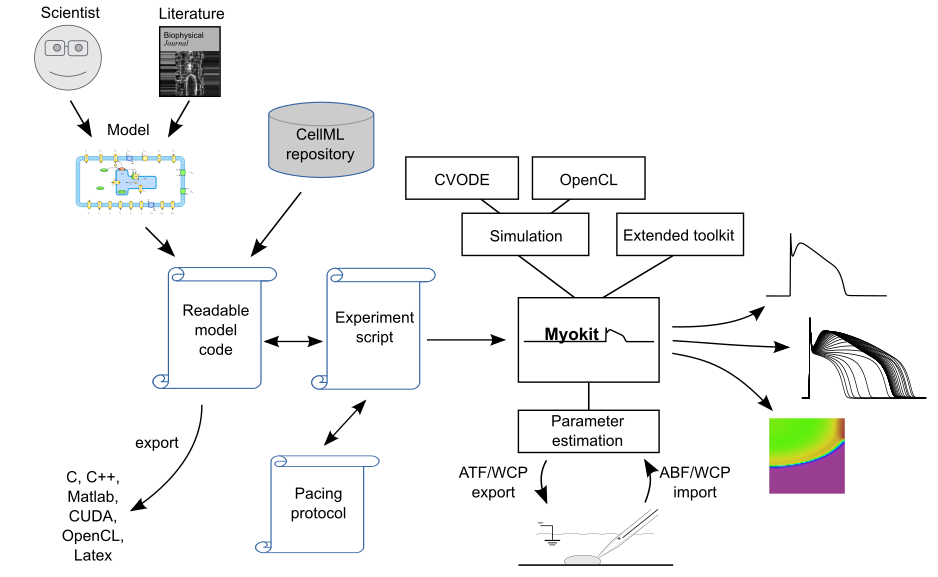 Scientist
Literature
Biophysical
Journal
Model
CellML
repository
CVODE
OpenCL
Simulation
Extended toolkit
Readable
model
code
Experiment
script
Myokit
export
Parameter
estimation
Pacing
protocol
ATF/WCP
export
ABF/WCP
import
C, C++,
Matlab,
CUDA,
OpenCL,
Latex